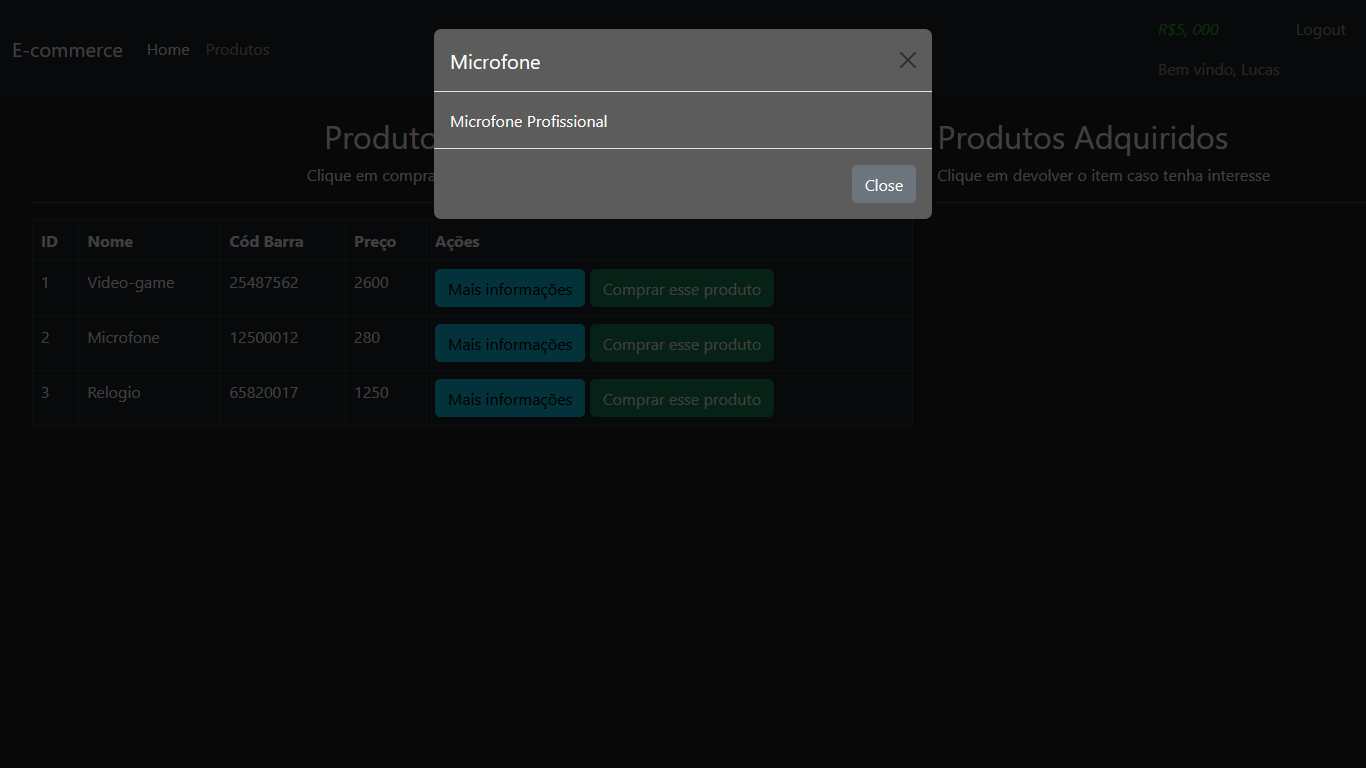 E-commerce Home Produtos
R$5, 000 Logout
Bem vindo, Lucas
Microfone
Microfone Profissional
Close
Produto
Clique em compra
Produtos Adquiridos
Clique em devolver o item caso tenha interesse
ID Nome Cód Barra Preço Ações
1 Video-game 25487562 2600 Mais informações Comprar esse produto
2 Microfone 12500012 280 Mais informações Comprar esse produto
3 Relogio 65820017 1250 Mais informações Comprar esse produto